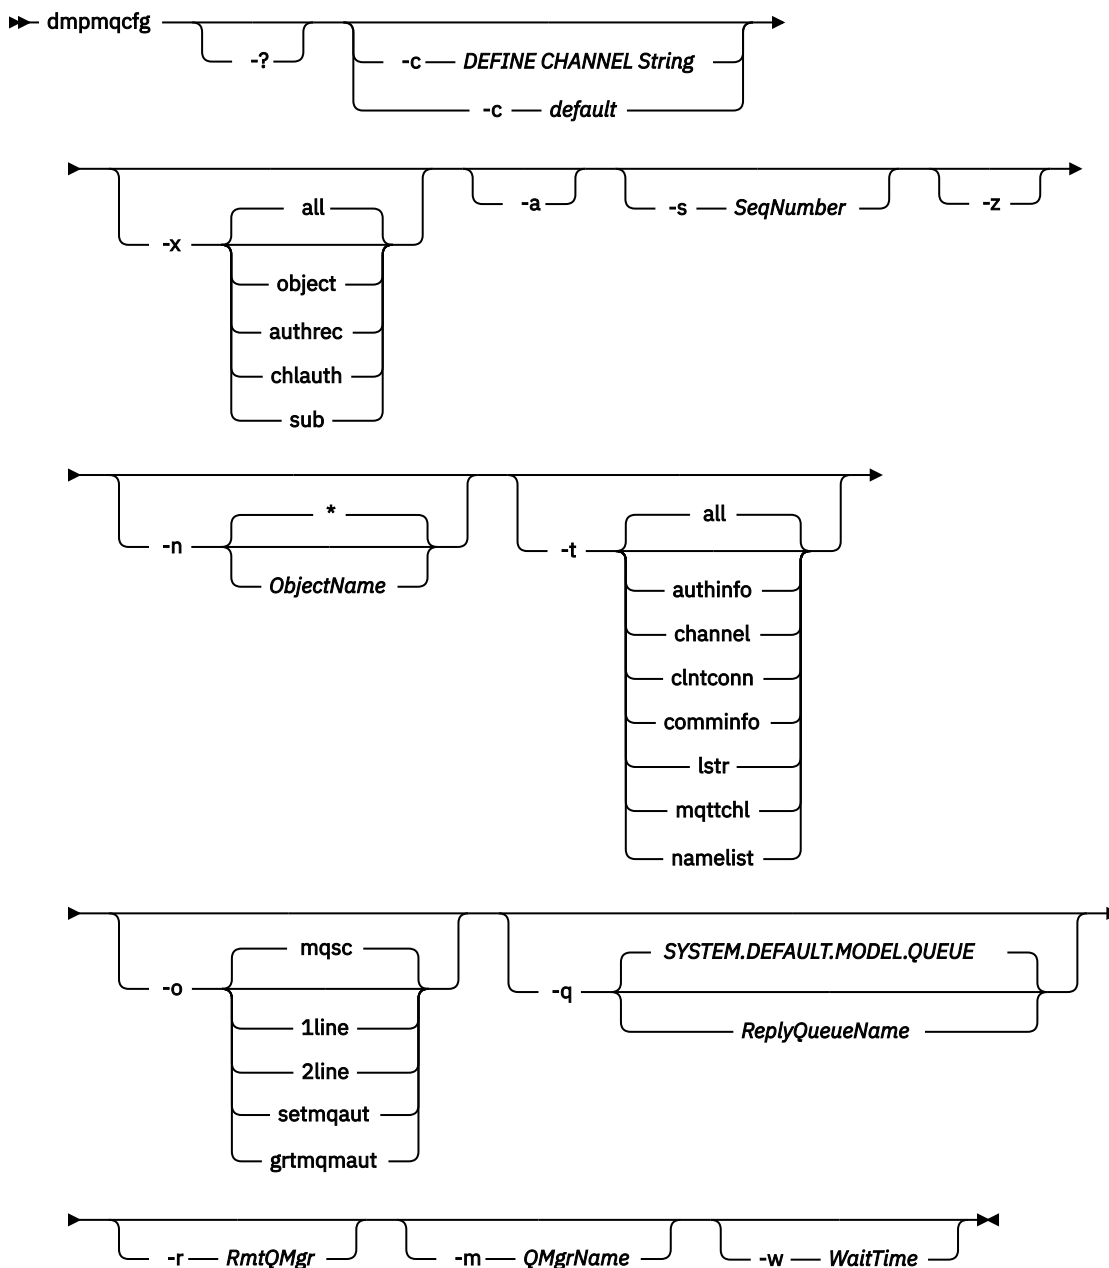 dmpmqcfg
-?
-c DEFINE CHANNEL String
-c default
-x
all
object
authrec
chlauth
sub
-a
-s SeqNumber
-z
-n
*
ObjectName
-t
all
authinfo
channel
clntconn
comminfo
lstr
mqttchl
namelist
-o
mqsc
1line
2line
setmqaut
grtmqmaut
-q
SYSTEM.DEFAULT.MODEL.QUEUE
ReplyQueueName
-r RmtQMgr
-m QMgrName
-w WaitTime